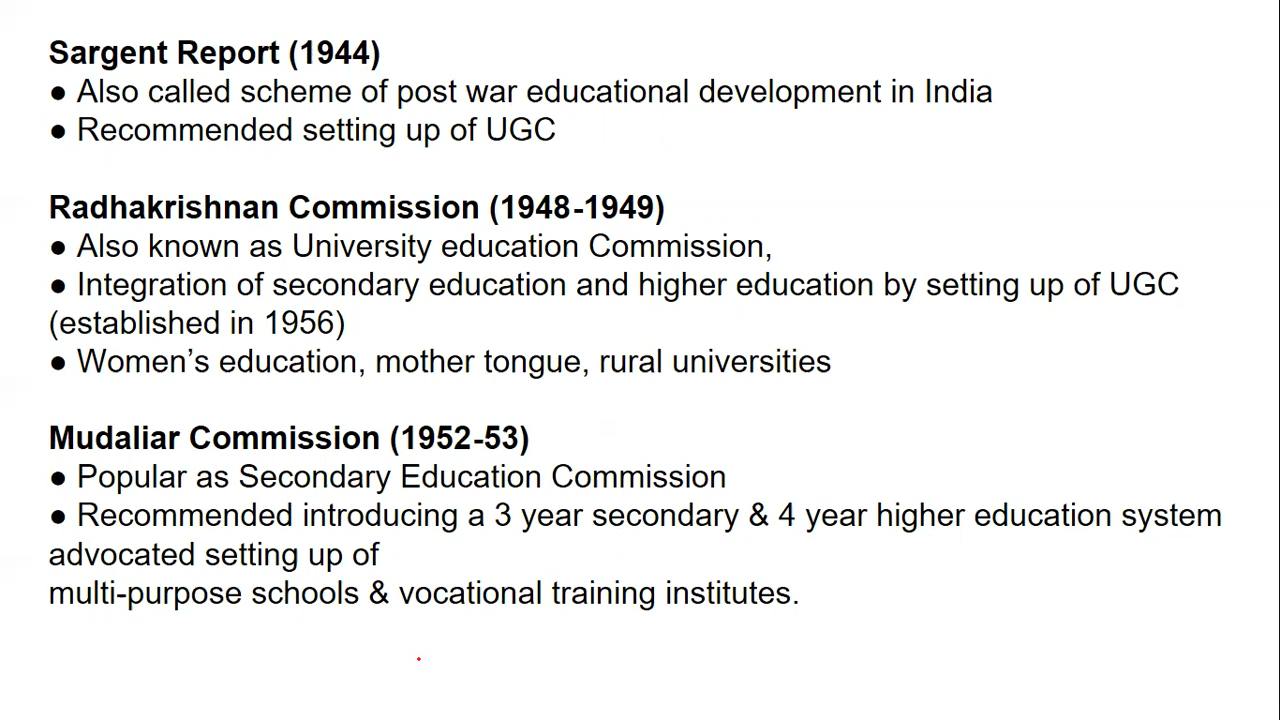 Sargent Report (1944)
● Also called scheme of post war educational development in India
● Recommended setting up of UGC
Radhakrishnan Commission (1948-1949)
● Also known as University education Commission,
● Integration of secondary education and higher education by setting up of UGC
(established in 1956)
● Women’s education, mother tongue, rural universities
Mudaliar Commission (1952-53)
● Popular as Secondary Education Commission
● Recommended introducing a 3 year secondary & 4 year higher education system
advocated setting up of
multi-purpose schools & vocational training institutes.